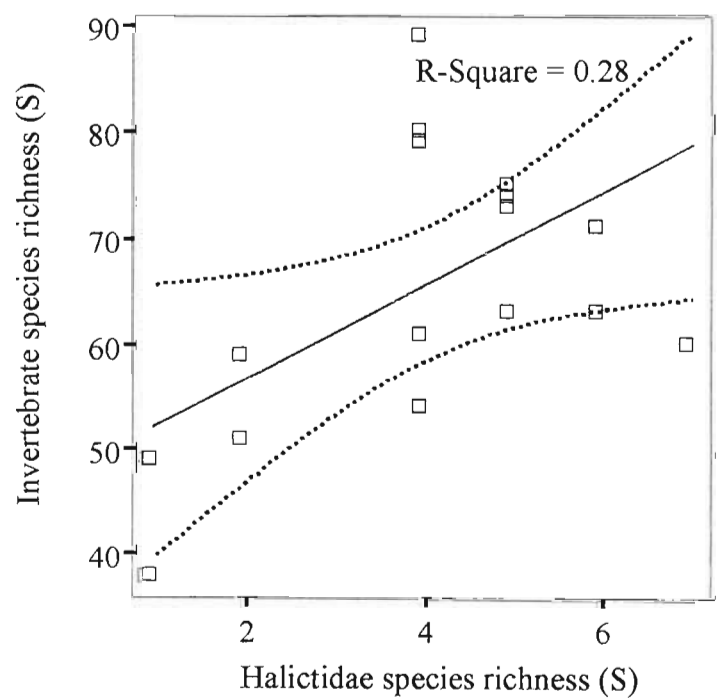 90
R-Square = 0.28
80
70
60
50
40
Invertebrate species richness (S)
2 4 6
Halictidae species richness (S)